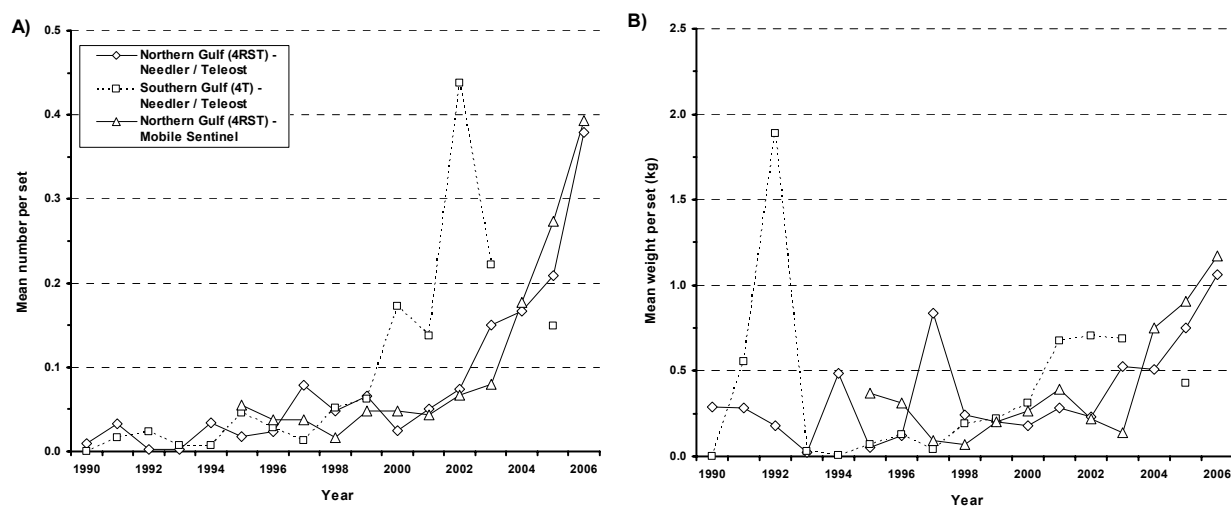 A)
0.5
0.4
0.3
0.2
0.1
0.0
Mean number per set
Northern Gulf (4RST) -
Needler / Teleost
Southern Gulf (4T) -
Needler / Teleost
Northern Gulf (4RST) -
Mobile Sentinel
1990 1992 1994 1996 1998 2000 2002 2004 2006
Year
B)
2.5
2.0
1.5
1.0
0.5
0.0
Mean weight per set (kg)
1990 1992 1994 1996 1998 2000 2002 2004 2006
Year